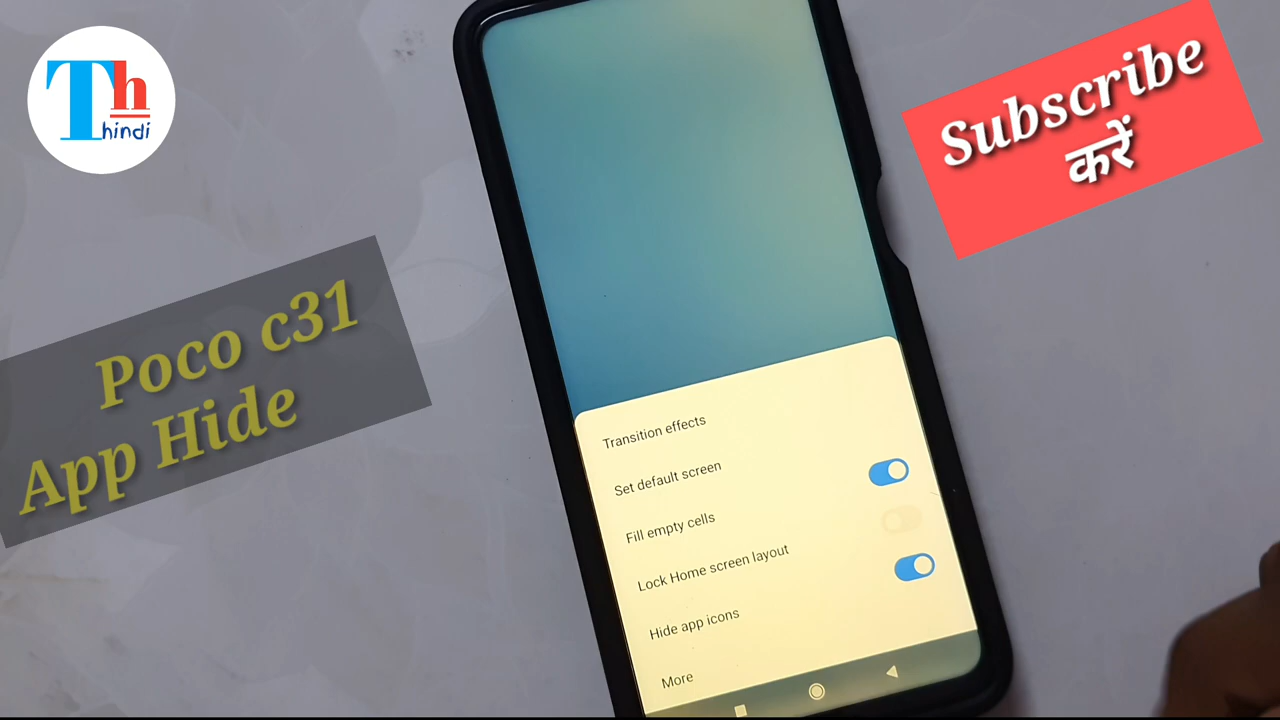 Th
hindi
Subscribe
करें
Poco c31
App Hide
Transition effects
Set default screen
Fill empty cells
Lock Home screen layout
Hide app icons
More